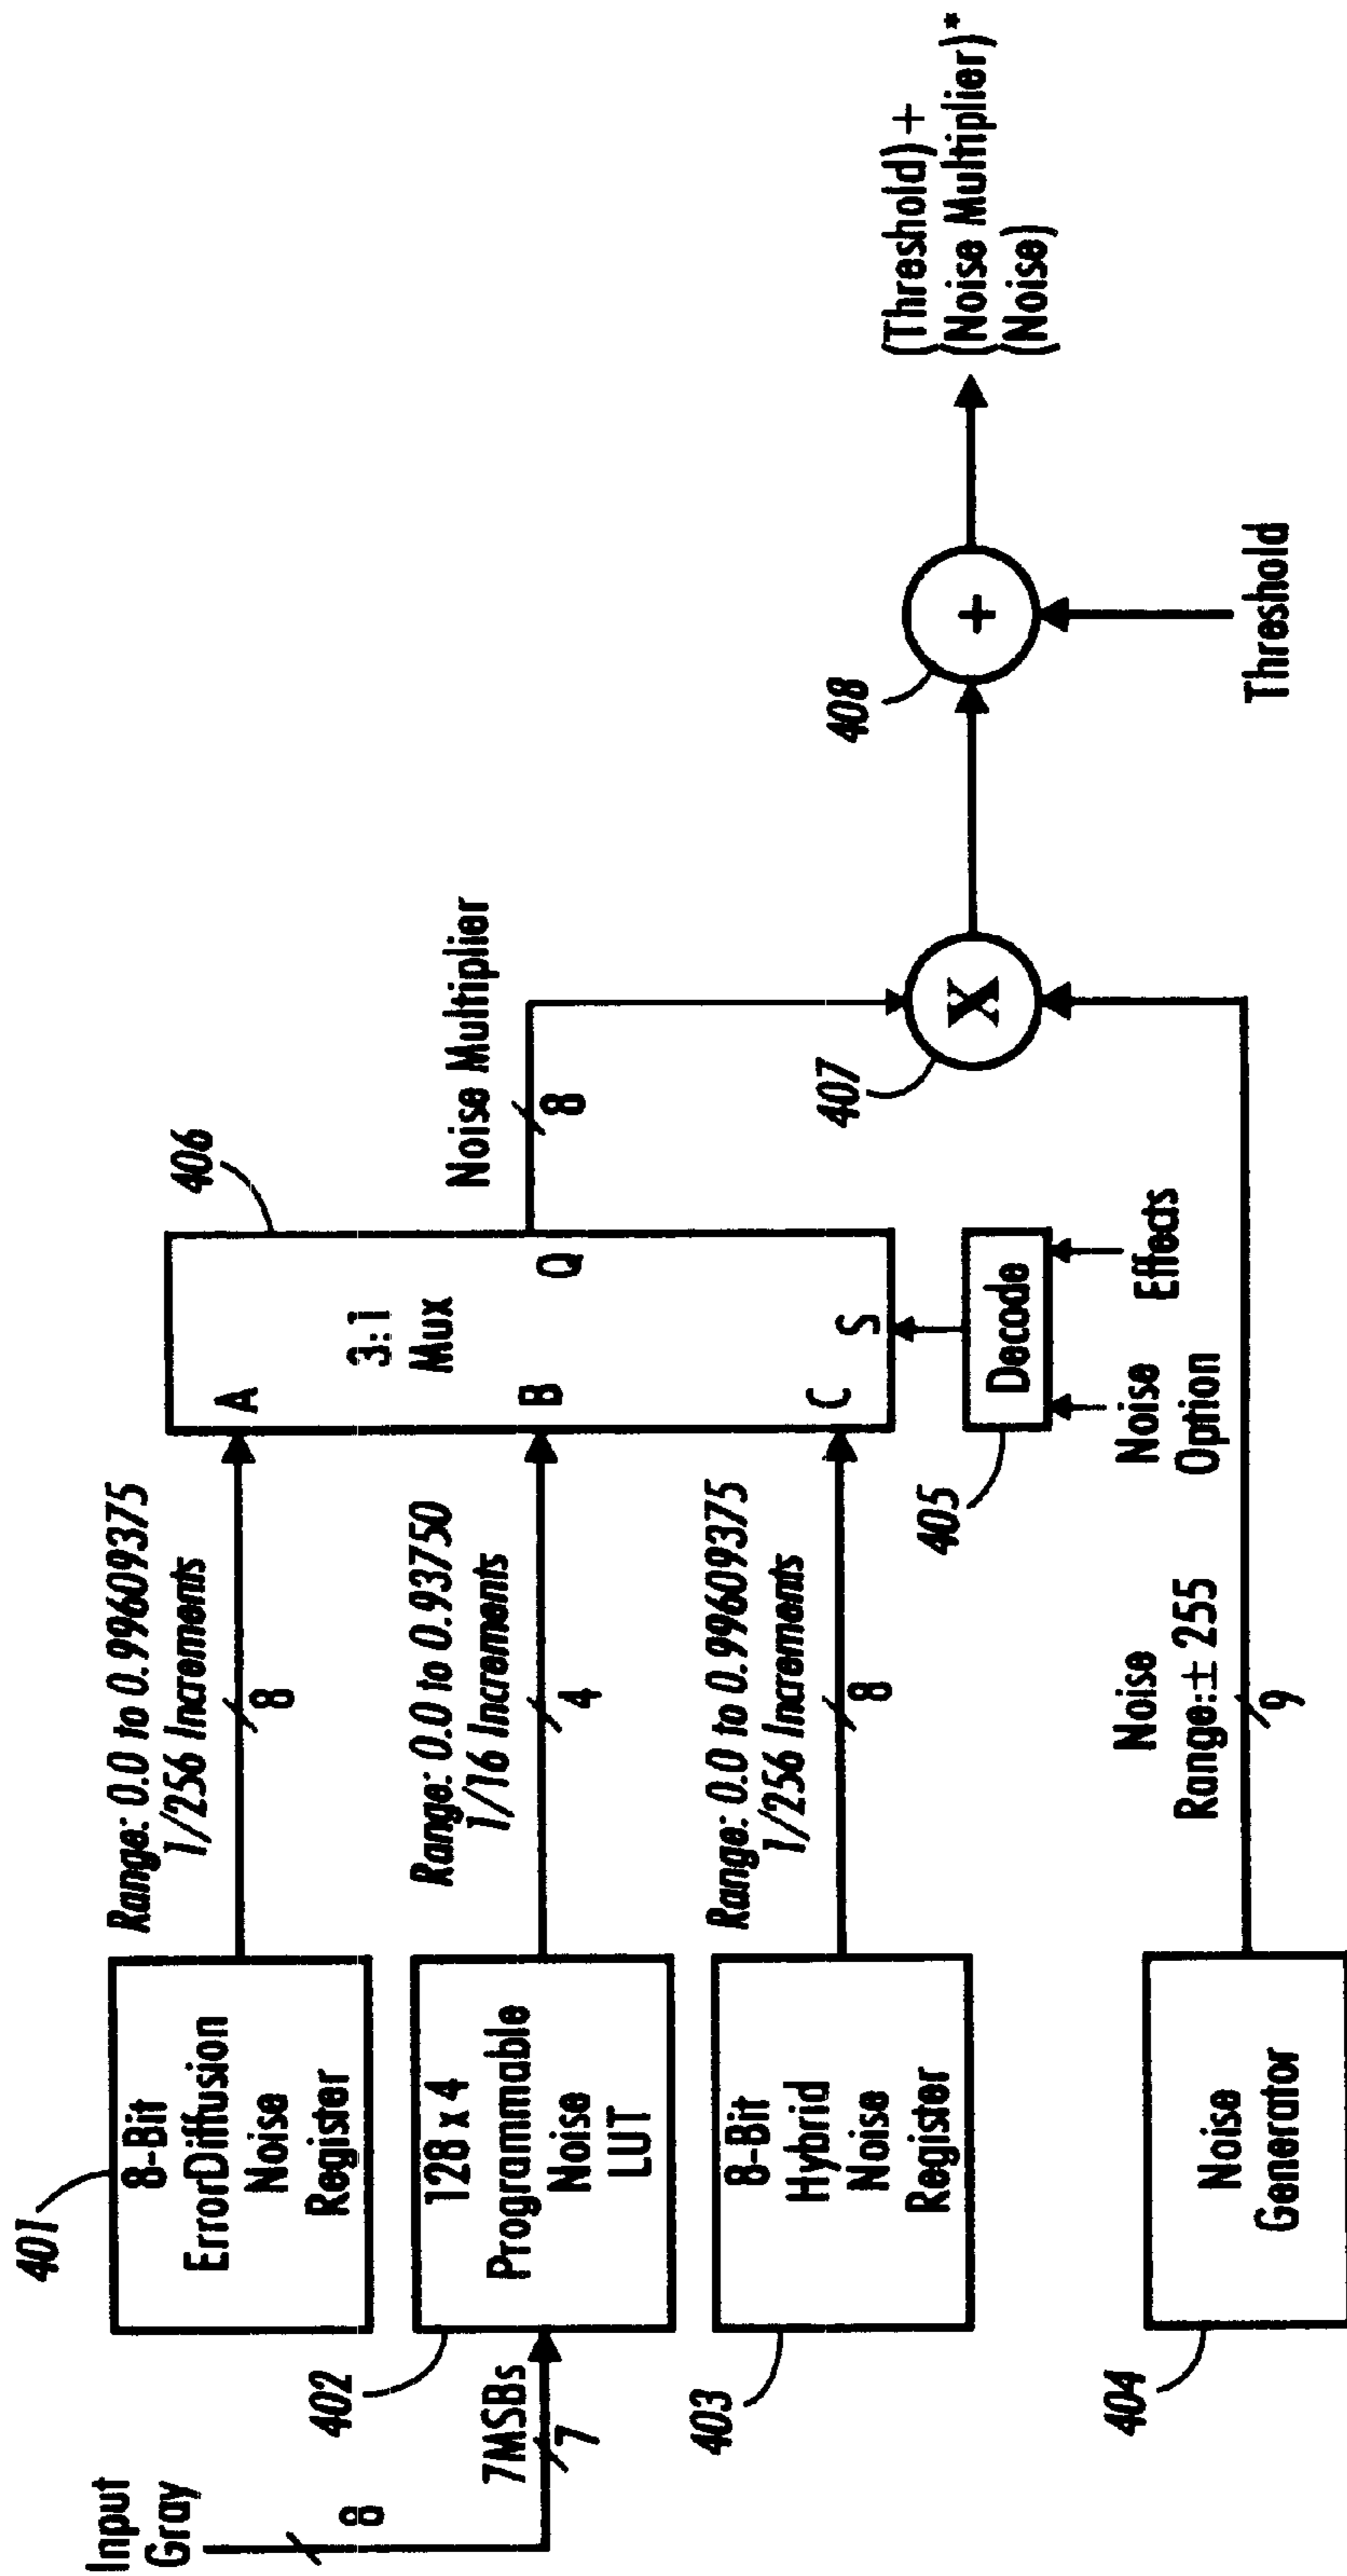 Input
Gray
8
7MSBs
7
401
8-Bit
ErrorDiffusion
Noise
Register
Range: 0.0 to 0.99609375
1/256 Increments
8
402
128 x 4
Programmable
Noise
LUT
Range: 0.0 to 0.93750
1/16 Increments
4
403
8-Bit
Hybrid
Noise
Register
Range: 0.0 to 0.99609375
1/256 Increments
8
404
Noise
Generator
Noise
Range:± 255
9
406
A
B
C
3:1
Mux
Q
S
405
Decode
Noise
Option
Effects
Noise Multiplier
8
407
X
408
+
Threshold
(Threshold)+
(Noise Multiplier)*
(Noise)